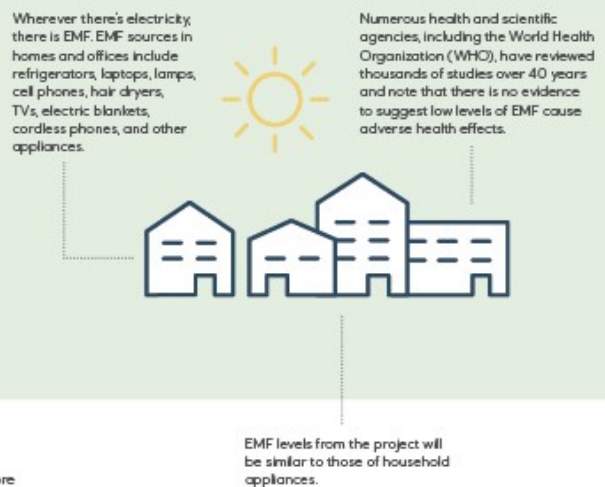 Wherever there's electricity,
there is EMF. EMF sources in
homes and offices include
refrigerators, laptops, lamps,
cell phones, hair dryers,
TVs, electric blankets,
cordless phones, and other
appliances.
Numerous health and scientific
agencies, including the World Health
Organization (WHO), have reviewed
thousands of studies over 40 years
and note that there is no evidence
to suggest low levels of EMF cause
adverse health effects.
EMF levels from the project will
be similar to those of household
appliances.